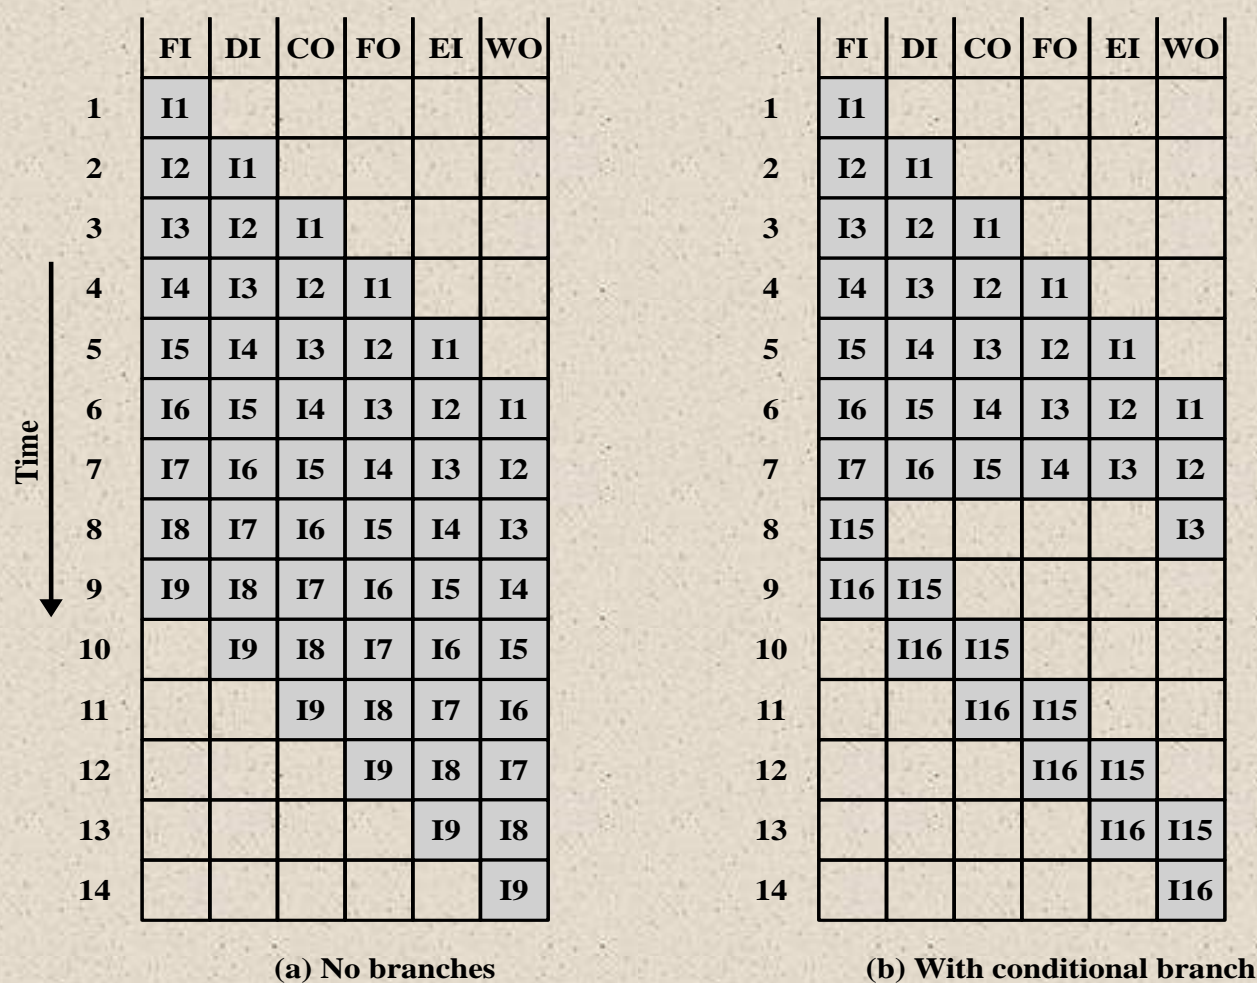 FI DI CO FO EI WO
1 I1
2 I2 I1
3 I3 I2 I1
4 I4 I3 I2 I1
5 I5 I4 I3 I2 I1
6 I6 I5 I4 I3 I2 I1
7 I7 I6 I5 I4 I3 I2
8 I8 I7 I6 I5 I4 I3
9 I9 I8 I7 I6 I5 I4
10 I9 I8 I7 I6 I5
11 I9 I8 I7 I6
12 I9 I8 I7
13 I9 I8
14 I9
Time
(a) No branches
FI DI CO FO EI WO
1 I1
2 I2 I1
3 I3 I2 I1
4 I4 I3 I2 I1
5 I5 I4 I3 I2 I1
6 I6 I5 I4 I3 I2 I1
7 I7 I6 I5 I4 I3 I2
8 I15 I3
9 I16 I15
10 I16 I15
11 I16 I15
12 I16 I15
13 I16 I15
14 I16
(b) With conditional branch